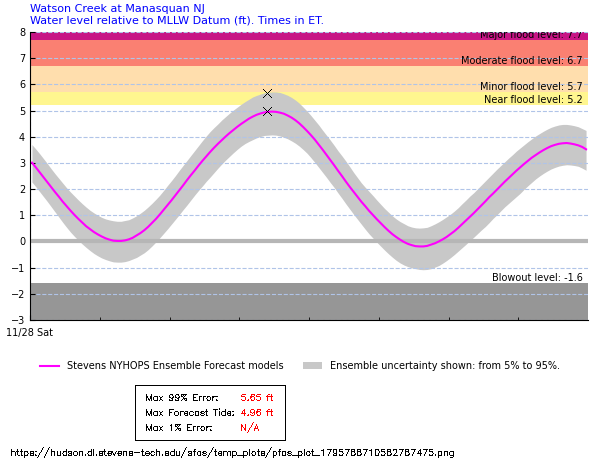 Watson Creek at Manasquan NJ
Water level relative to MLLW Datum (ft). Times in ET.
8
Major flood level: 7.7
7
Moderate flood level: 6.7
6
Minor flood level: 5.7
Near flood level: 5.2
5
4
3
2
1
0
−1
Blowout level: -1.6
−2
−3
11/28 Sat
Stevens NYHOPS Ensemble Forecast models
Ensemble uncertainty shown: from 5% to 95%.
Max 99% Error: 5.65 ft
Max Forecast Tide: 4.96 ft
Max 1% Error: N/A
https://hudson.dl.stevens-tech.edu/sfas/temp_plots/pfas_plot_17957887105827B7475.png